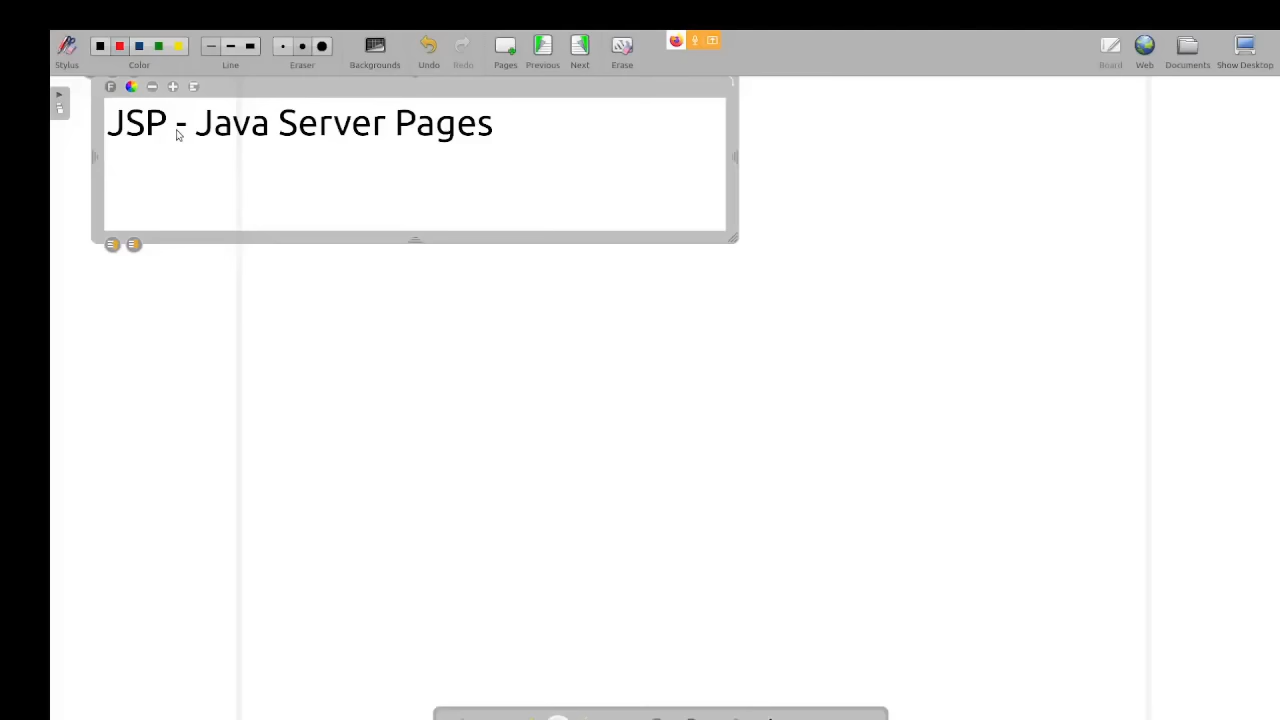 Stylus
Color
Line
Eraser
Backgrounds
Undo
Redo
Pages
Previous
Next
Erase
Board
Web
Documents
Show Desktop
JSP - Java Server Pages